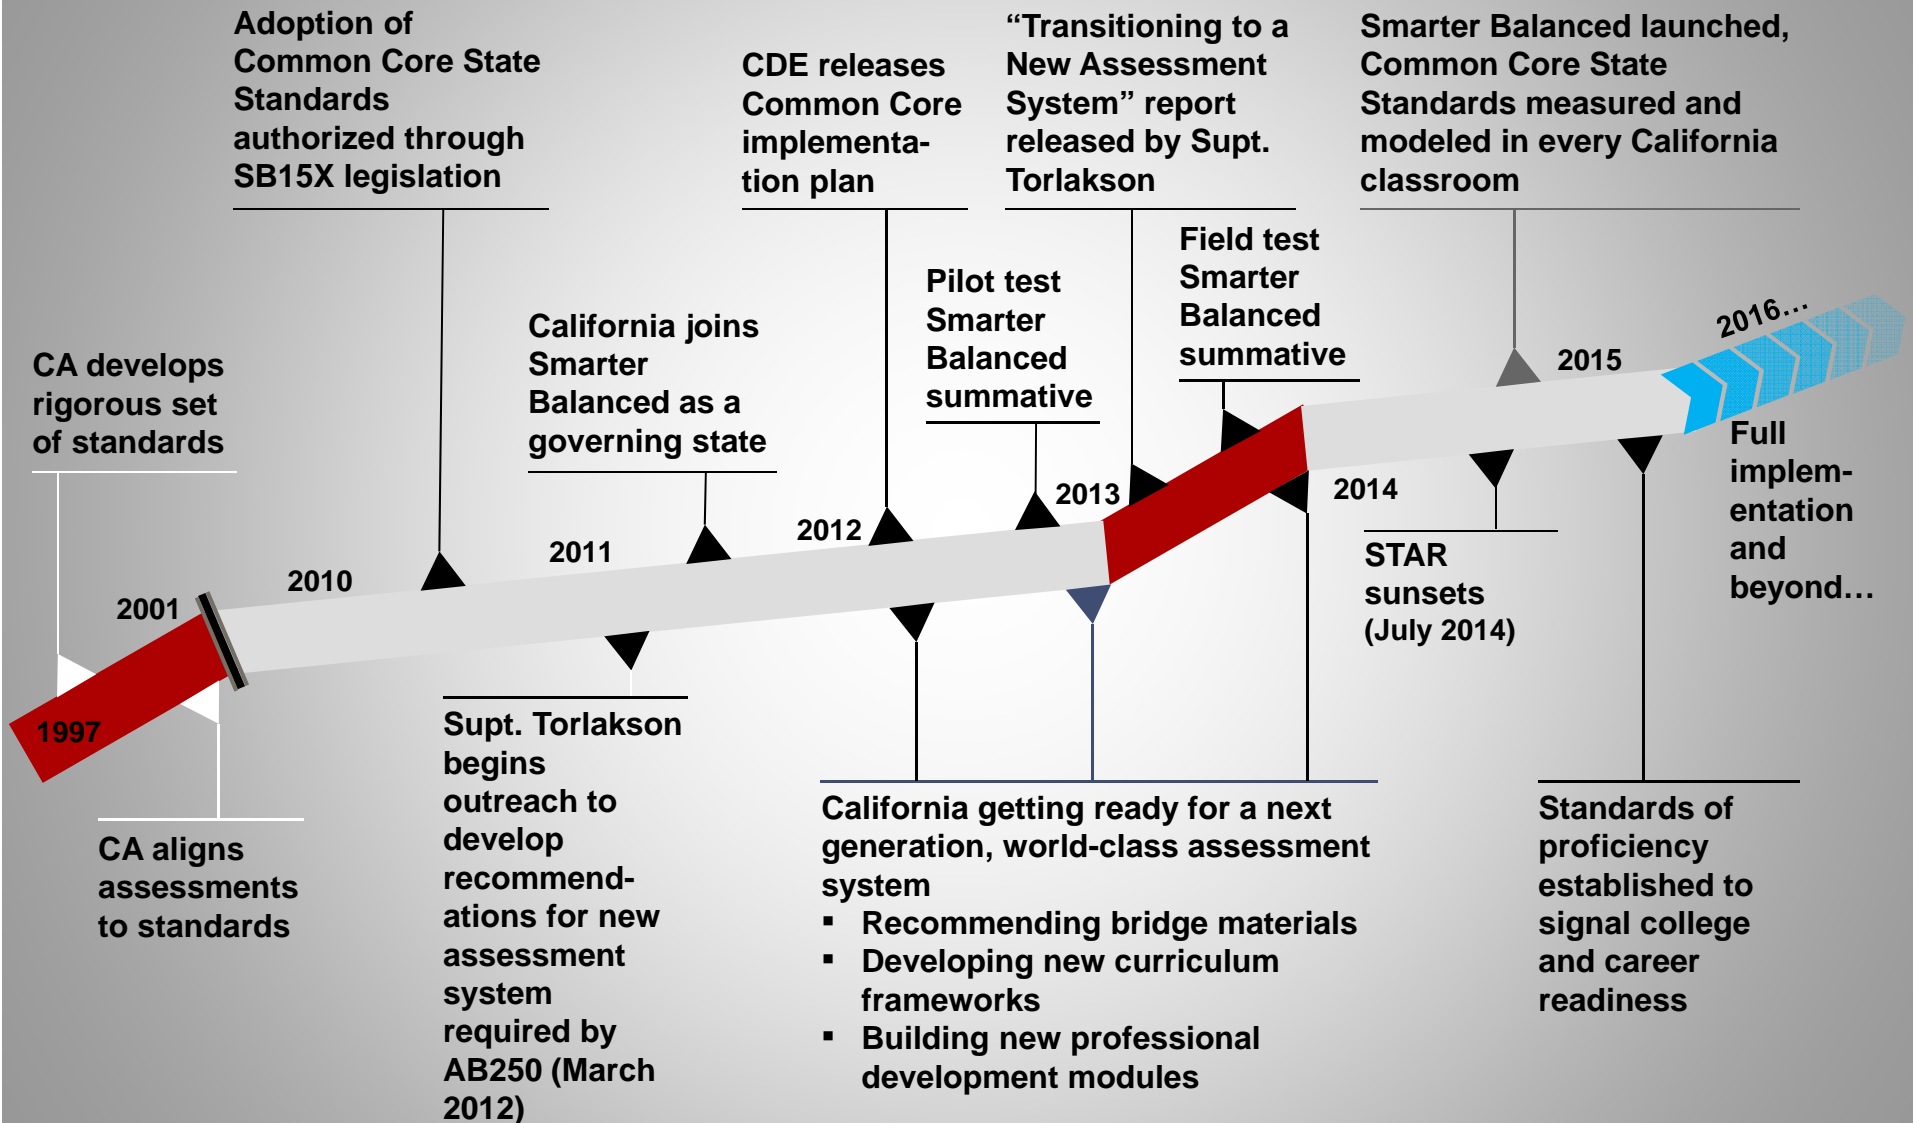 Adoption of
Common Core State
Standards
authorized through
SB15X legislation
CDE releases
Common Core
implementa-
tion plan
“Transitioning to a
New Assessment
System” report
released by Supt.
Torlakson
Smarter Balanced launched,
Common Core State
Standards measured and
modeled in every California
classroom
CA develops
rigorous set
of standards
California joins
Smarter
Balanced as a
governing state
Pilot test
Smarter
Balanced
summative
Field test
Smarter
Balanced
summative
1997
2001
2010
2011
2012
2013
2014
2015
2016…
Full
implem-
entation
and
beyond…
STAR
sunsets
(July 2014)
CA aligns
assessments
to standards
Supt. Torlakson
begins
outreach to
develop
recommend-
ations for new
assessment
system
required by
AB250 (March
2012)
California getting ready for a next
generation, world-class assessment
system
▪ Recommending bridge materials
▪ Developing new curriculum
frameworks
▪ Building new professional
development modules
Standards of
proficiency
established to
signal college
and career
readiness